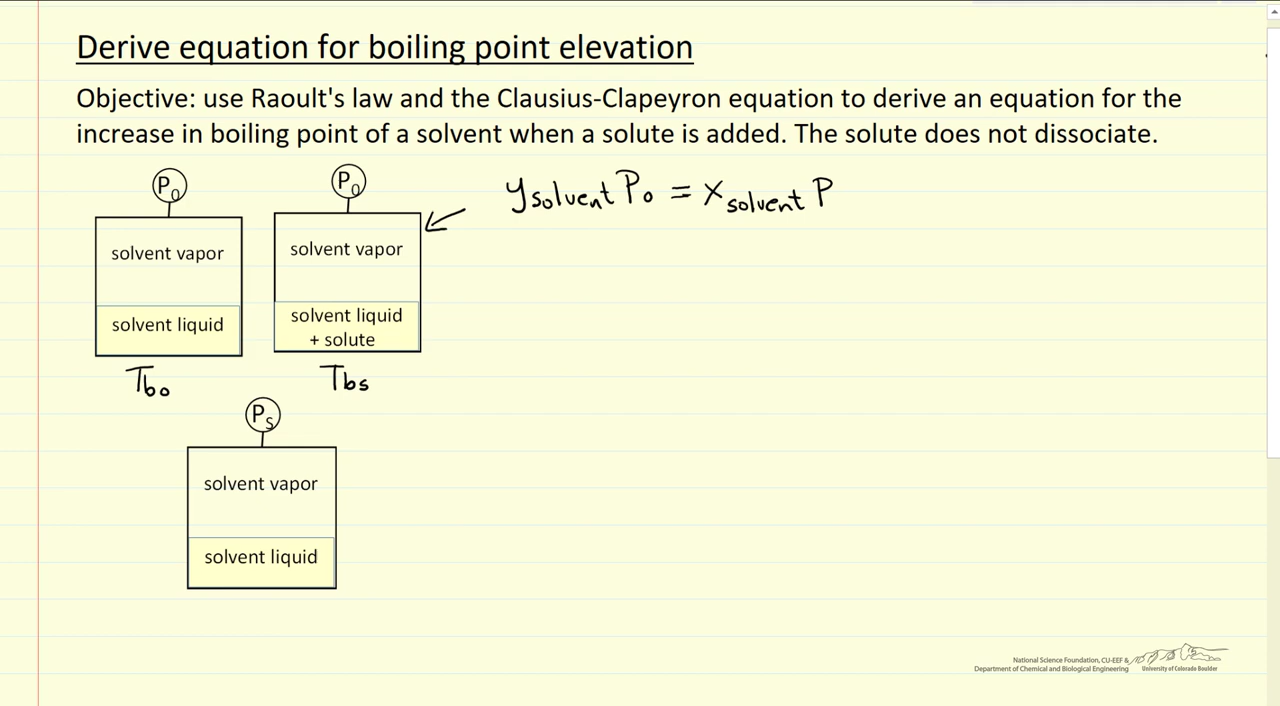 Derive equation for boiling point elevation
Objective: use Raoult's law and the Clausius-Clapeyron equation to derive an equation for the
increase in boiling point of a solvent when a solute is added. The solute does not dissociate.
P₀
P₀
y solvent P₀ = x solvent P
solvent vapor
solvent vapor
solvent liquid
solvent liquid
+ solute
Tb₀
Tbs
Ps
solvent vapor
solvent liquid
National Science Foundation, CU-EEF &
Department of Chemical and Biological Engineering
University of Colorado Boulder